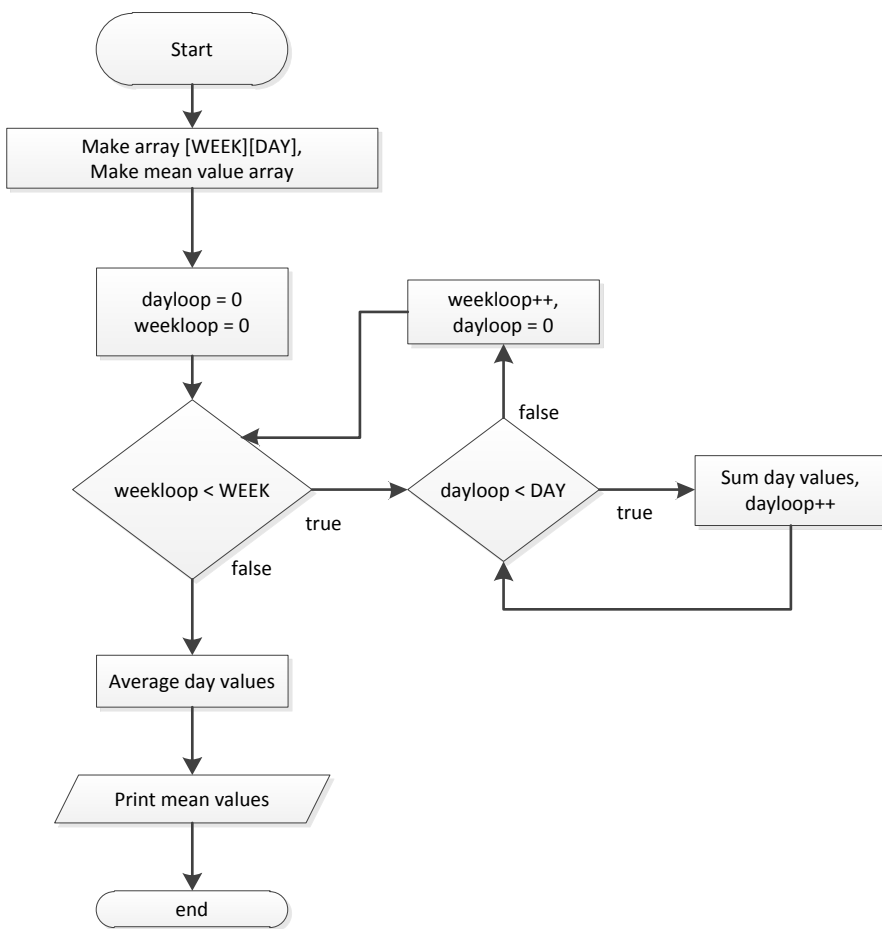 Start
Make array [WEEK][DAY],
Make mean value array
dayloop = 0
weekloop = 0
weekloop++,
dayloop = 0
false
weekloop < WEEK
true
false
dayloop < DAY
true
Sum day values,
dayloop++
Average day values
Print mean values
end